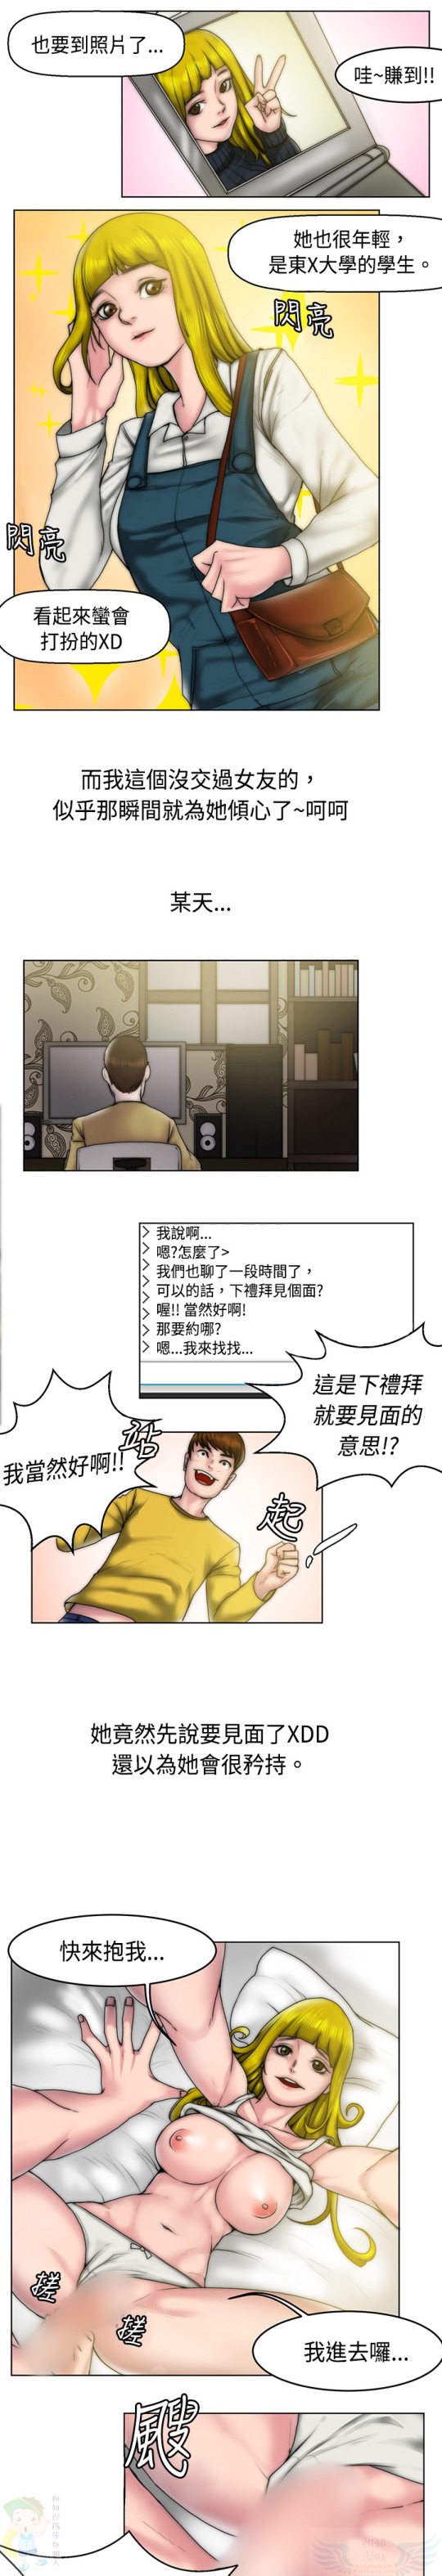 也要到照片了...
哇~賺到!!
她也很年輕，
是東X大學的學生。
閃亮
閃亮
看起來蠻會
打扮的XD
而我這個沒交過女友的，
似乎那瞬間就為她傾心了~呵呵
某天...
我說啊...
嗯?怎麼了>
我們也聊了一段時間了，
可以的話，下禮拜見個面?
喔!! 當然好啊!
那要約哪?
嗯...我來找找...
這是下禮拜
就要見面的
意思!?
站
我當然好啊!!
起
她竟然先說要見面了XDD
還以為她會很矜持。
快來抱我...
搓
搓
我進去囉...
颼